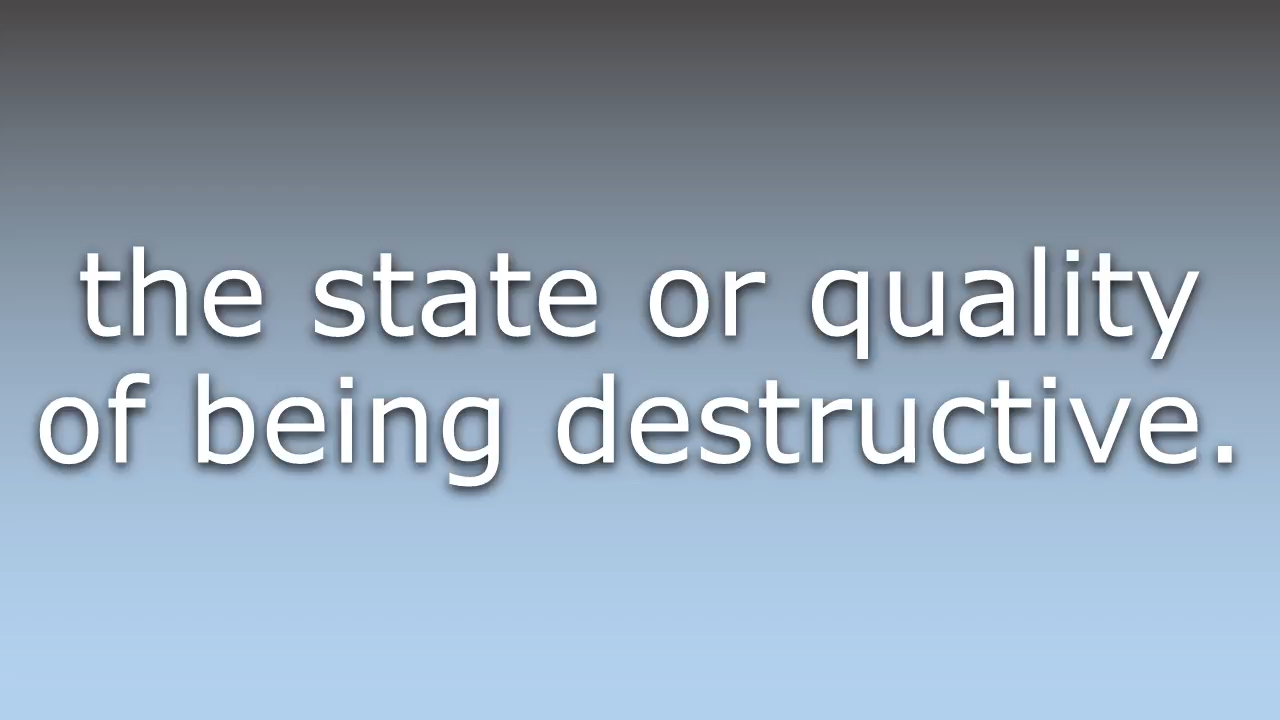 the state or quality
of being destructive.